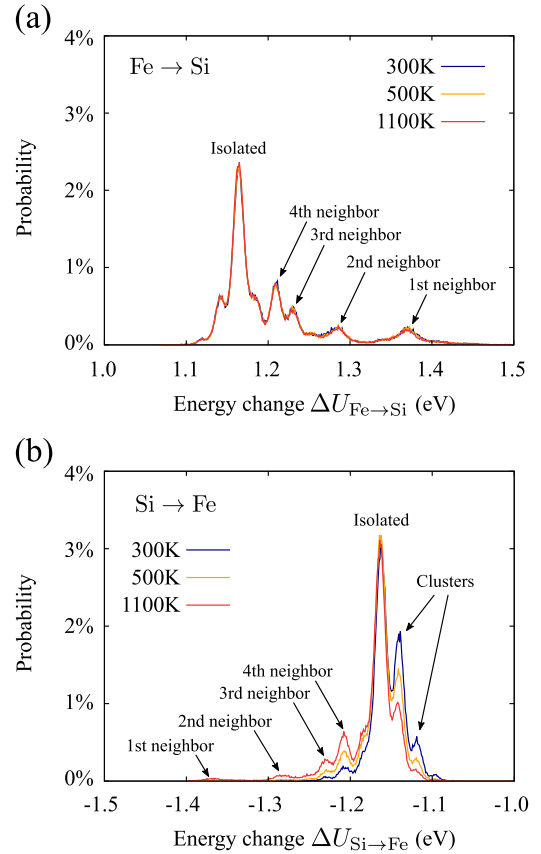 (a)
4%
3%
2%
1%
0%
Probability
Fe → Si
300K
500K
1100K
Isolated
4th neighbor
3rd neighbor
2nd neighbor
1st neighbor
1.0 1.1 1.2 1.3 1.4 1.5
Energy change ΔU_Fe→Si (eV)
(b)
4%
3%
2%
1%
0%
Probability
Si → Fe
300K
500K
1100K
Isolated
Clusters
4th neighbor
3rd neighbor
2nd neighbor
1st neighbor
-1.5 -1.4 -1.3 -1.2 -1.1 -1.0
Energy change ΔU_Si→Fe (eV)